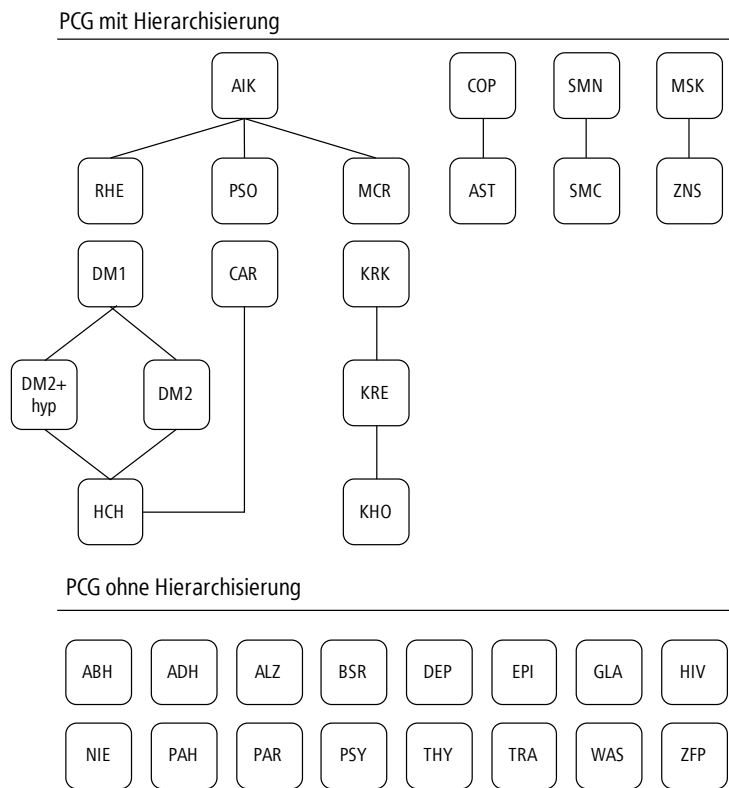 PCG mit Hierarchisierung
AIK
COP
SMN
MSK
RHE
PSO
MCR
AST
SMC
ZNS
DM1
CAR
KRK
DM2+
hyp
DM2
KRE
HCH
KHO
PCG ohne Hierarchisierung
ABH
ADH
ALZ
BSR
DEP
EPI
GLA
HIV
NIE
PAH
PAR
PSY
THY
TRA
WAS
ZFP